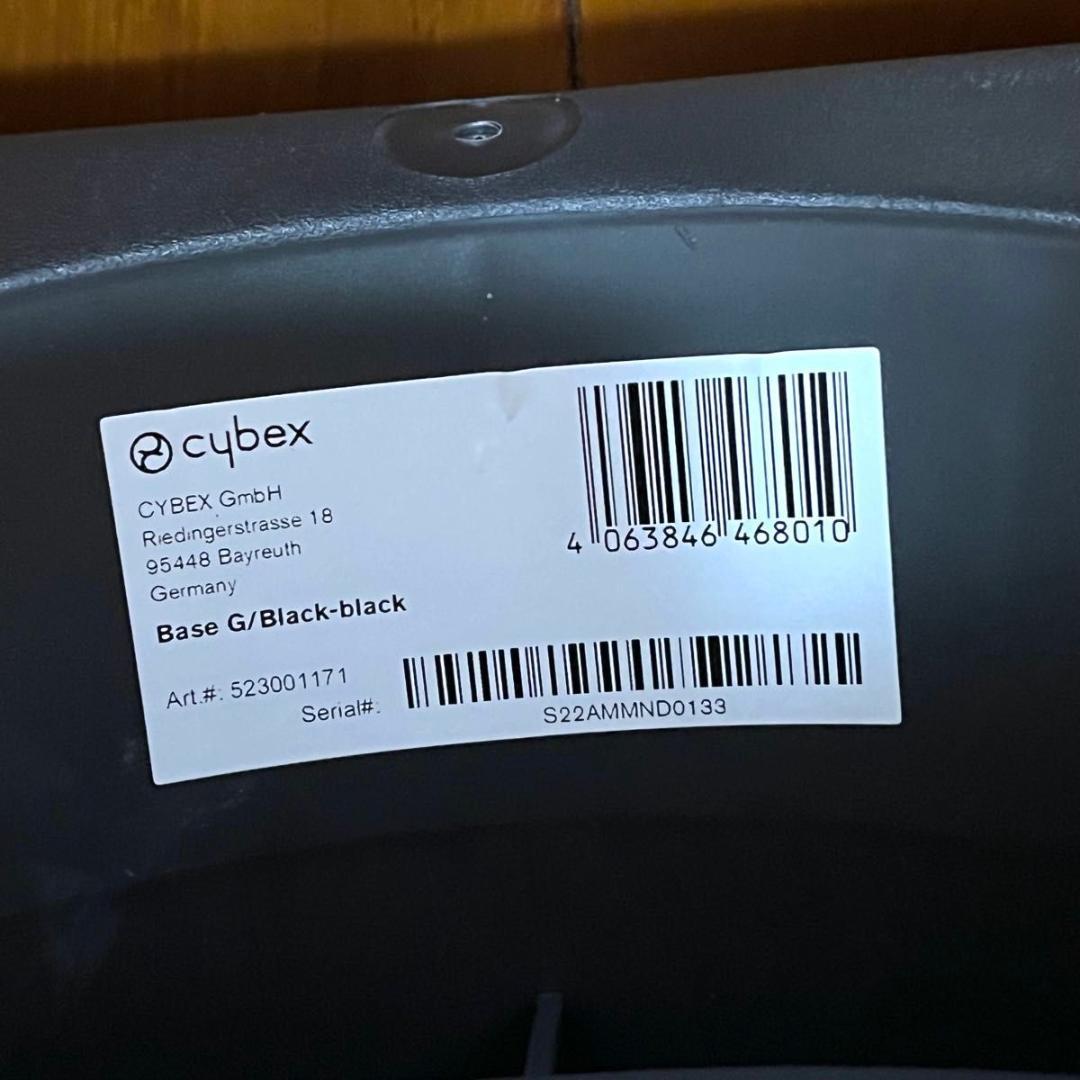 cybex
CYBEX GmbH
Riedingerstrasse 18
95448 Bayreuth
Germany
Base G/Black-black
4 063846 468010
Art.#: 523001171
Serial#:
S22AMMND0133